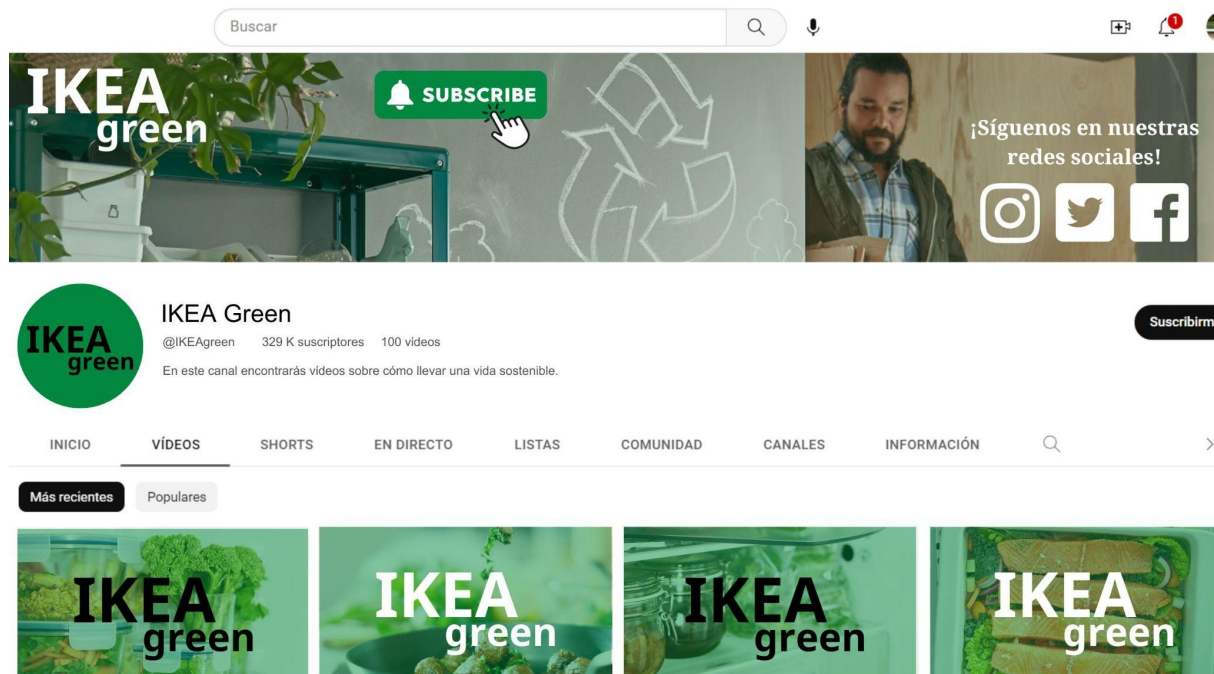 Buscar
1
IKEA
green
SUBSCRIBE
¡Síguenos en nuestras
redes sociales!
IKEA
green
IKEA Green
@IKEAgreen 329 K suscriptores 100 vídeos
En este canal encontrarás vídeos sobre cómo llevar una vida sostenible.
Suscribirm
INICIO VÍDEOS SHORTS EN DIRECTO LISTAS COMUNIDAD CANALES INFORMACIÓN
Más recientes Populares
IKEA
green
IKEA
green
IKEA
green
IKEA
green